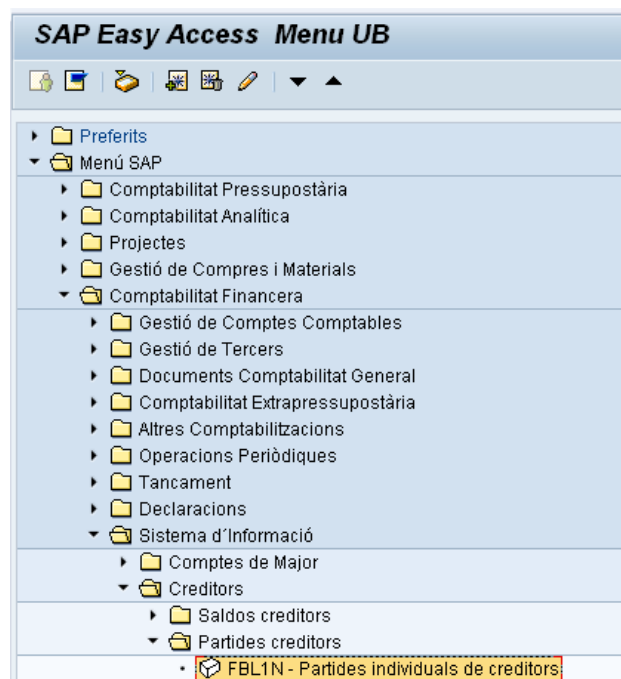 SAP Easy Access Menu UB
Preferits
Menú SAP
Comptabilitat Pressupostària
Comptabilitat Analítica
Projectes
Gestió de Compres i Materials
Comptabilitat Financera
Gestió de Comptes Comptables
Gestió de Tercers
Documents Comptabilitat General
Comptabilitat Extrapressupostària
Altres Comptabilitzacions
Operacions Periòdiques
Tancament
Declaracions
Sistema d´Informació
Comptes de Major
Creditors
Saldos creditors
Partides creditors
FBL1N - Partides individuals de creditors